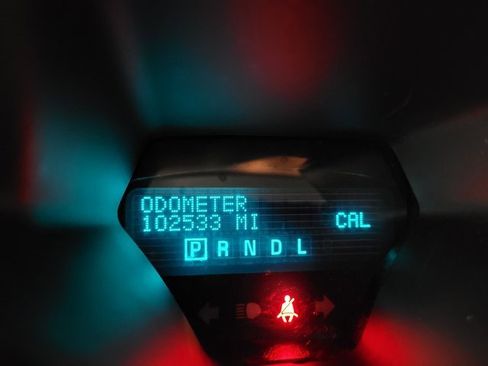 ODOMETER
102533 MI CAL
P R N D L